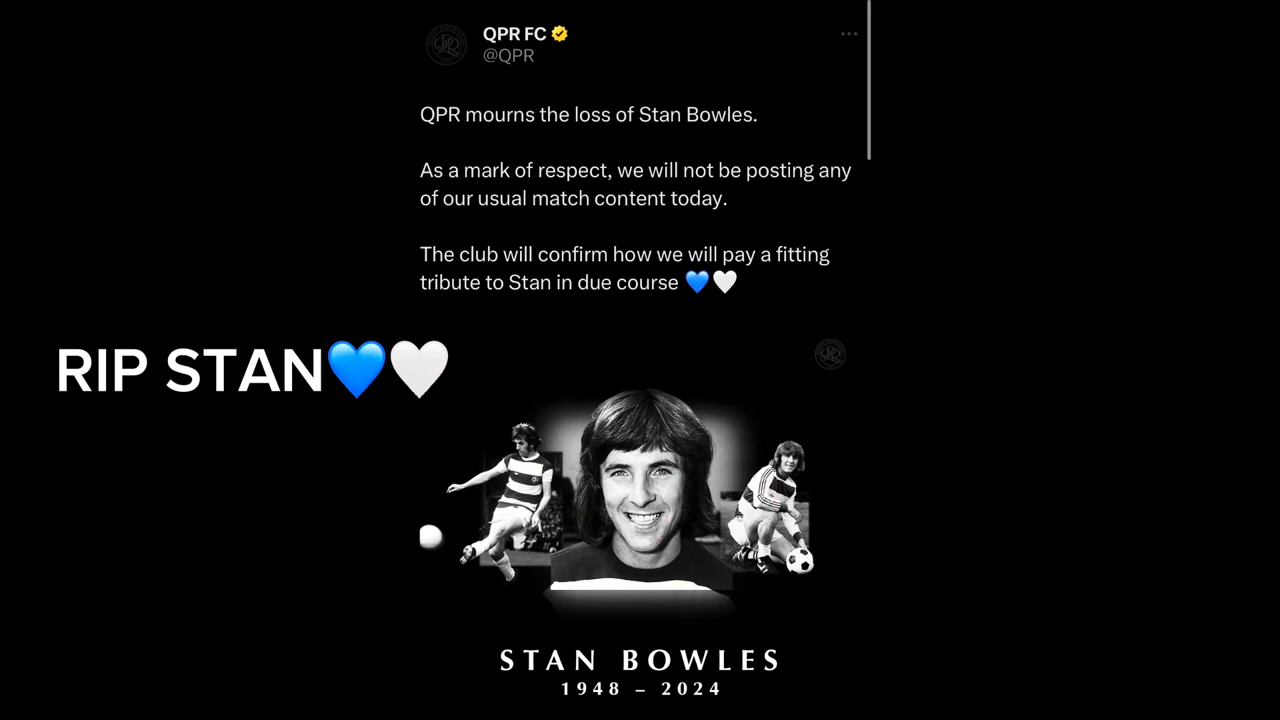 QPR FC
@QPR
QPR mourns the loss of Stan Bowles.
As a mark of respect, we will not be posting any
of our usual match content today.
The club will confirm how we will pay a fitting
tribute to Stan in due course 💙🤍
RIP STAN💙🤍
STAN BOWLES
1948 – 2024